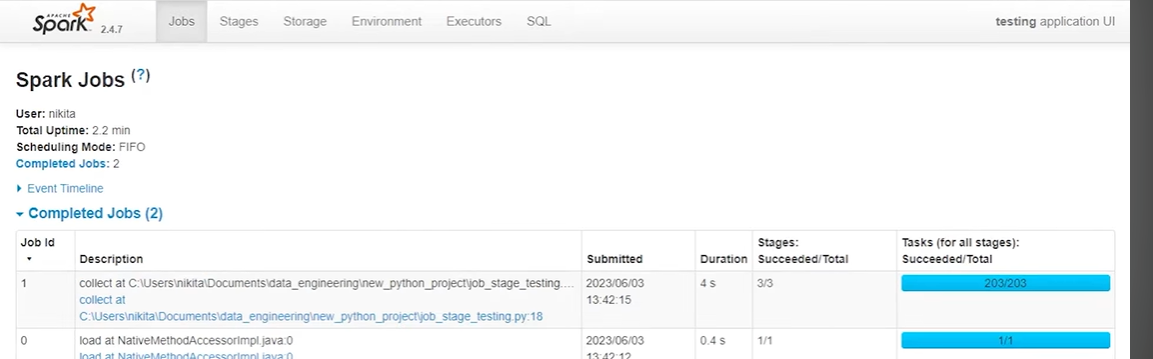 APACHE
Spark 2.4.7 Jobs Stages Storage Environment Executors SQL testing application UI
Spark Jobs (?)
User: nikita
Total Uptime: 2.2 min
Scheduling Mode: FIFO
Completed Jobs: 2
Event Timeline
Completed Jobs (2)
Job Id Description Submitted Duration Stages: Succeeded/Total Tasks (for all stages): Succeeded/Total
1 collect at C:\Users\nikita\Documents\data_engineering\new_python_project\job_stage_testing.... 2023/06/03 4 s 3/3 203/203
collect at 13:42:15
C:\Users\nikita\Documents\data_engineering\new_python_project\job_stage_testing.py:18
0 load at NativeMethodAccessorImpl.java:0 2023/06/03 0.4 s 1/1 1/1
load at NativeMethodAccessorImpl.java:0 13:42:12